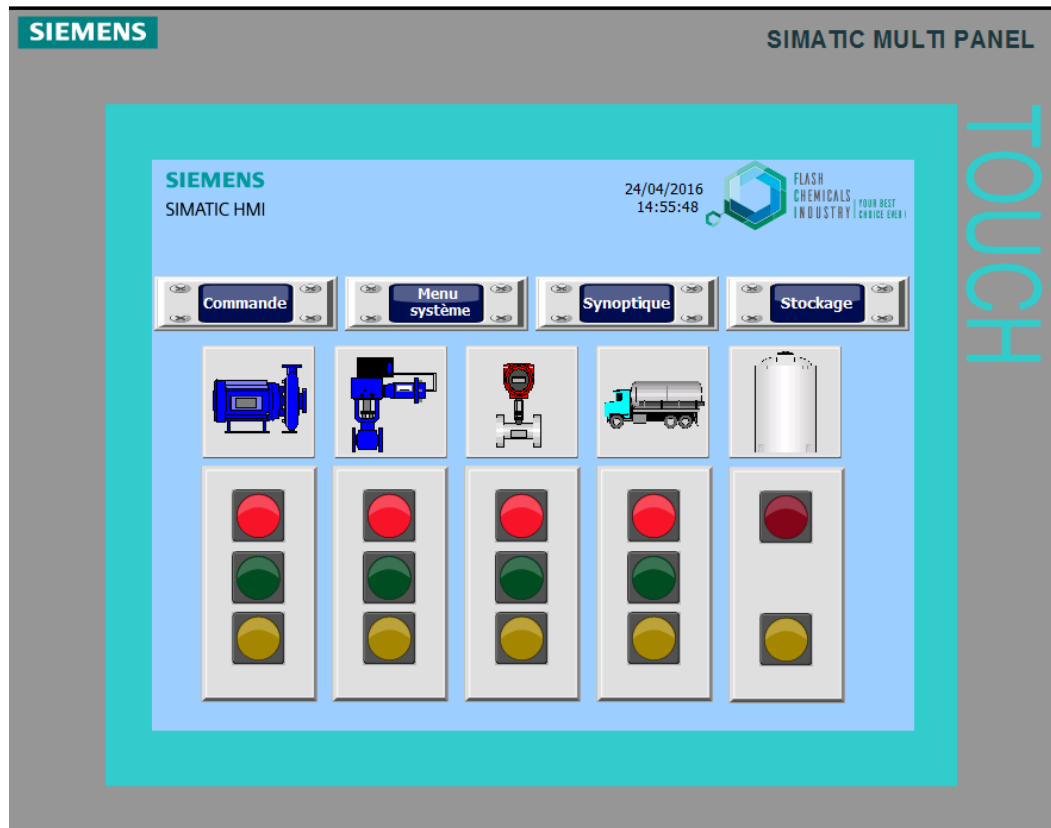 SIEMENS
SIMATIC MULTI PANEL
TOUCH
SIEMENS
SIMATIC HMI
24/04/2016
14:55:48
FLASH
CHEMICALS
INDUSTRY
YOUR BEST
CHOICE EVER !
Commande
Menu
système
Synoptique
Stockage